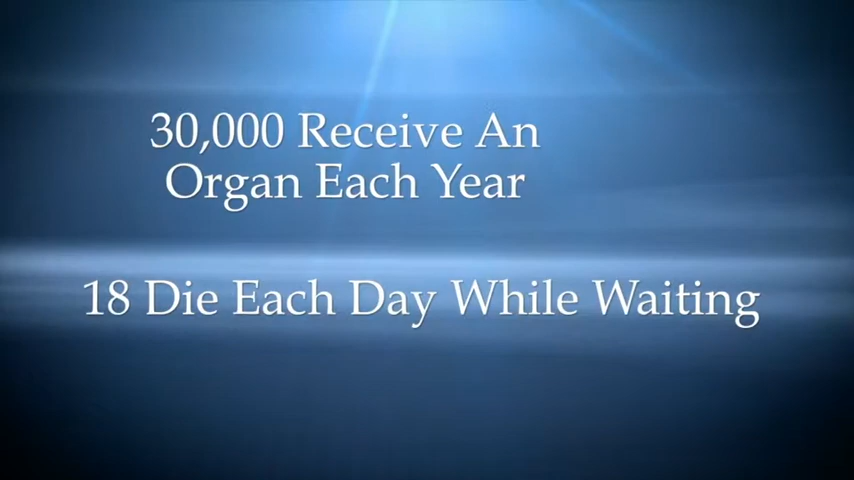 30,000 Receive An
Organ Each Year
18 Die Each Day While Waiting